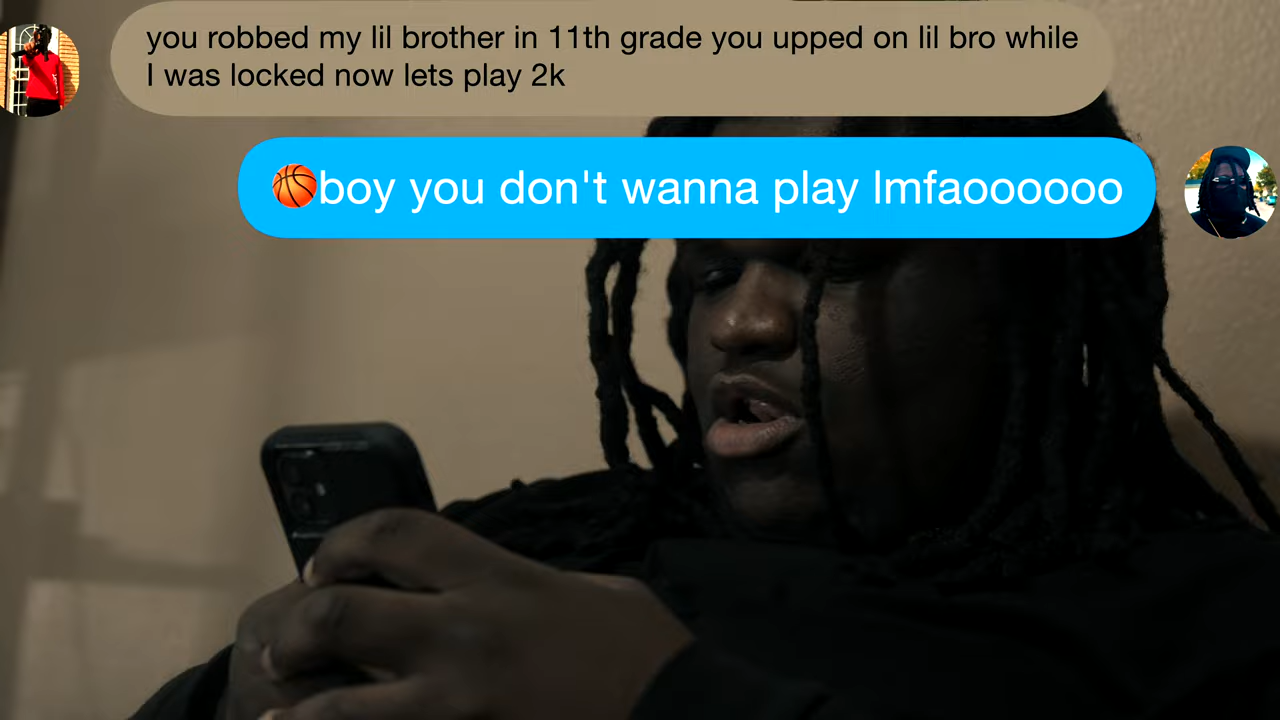 you robbed my lil brother in 11th grade you upped on lil bro while
I was locked now lets play 2k
🏀boy you don't wanna play lmfaoooooo